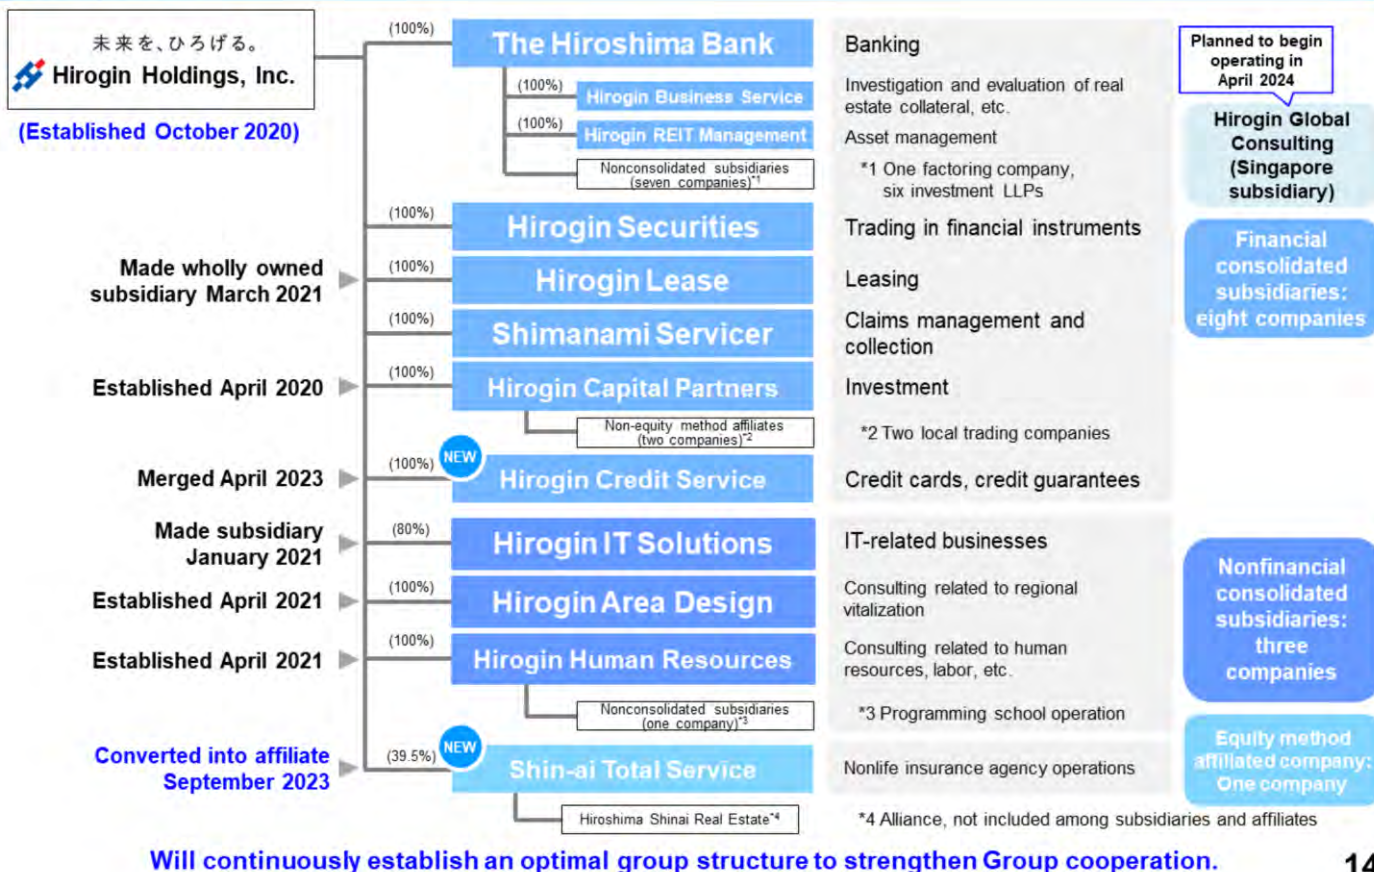 未来を、ひろげる。
Hirogin Holdings, Inc.
(Established October 2020)
(100%)
The Hiroshima Bank
Banking
(100%)
Hirogin Business Service
Investigation and evaluation of real
estate collateral, etc.
(100%)
Hirogin REIT Management
Asset management
Nonconsolidated subsidiaries
(seven companies)*1
*1 One factoring company,
six investment LLPs
Planned to begin
operating in
April 2024
Hirogin Global
Consulting
(Singapore
subsidiary)
(100%)
Hirogin Securities
Trading in financial instruments
Made wholly owned
subsidiary March 2021
(100%)
Hirogin Lease
Leasing
(100%)
Shimanami Servicer
Claims management and
collection
Established April 2020
(100%)
Hirogin Capital Partners
Investment
Non-equity method affiliates
(two companies)*2
*2 Two local trading companies
Merged April 2023
(100%)
NEW
Hirogin Credit Service
Credit cards, credit guarantees
Financial
consolidated
subsidiaries:
eight companies
Made subsidiary
January 2021
(80%)
Hirogin IT Solutions
IT-related businesses
Established April 2021
(100%)
Hirogin Area Design
Consulting related to regional
vitalization
Established April 2021
(100%)
Hirogin Human Resources
Consulting related to human
resources, labor, etc.
Nonconsolidated subsidiaries
(one company)*3
*3 Programming school operation
Nonfinancial
consolidated
subsidiaries:
three
companies
Converted into affiliate
September 2023
(39.5%)
NEW
Shin-ai Total Service
Nonlife insurance agency operations
Equity method
affiliated company:
One company
Hiroshima Shinai Real Estate*4
*4 Alliance, not included among subsidiaries and affiliates
Will continuously establish an optimal group structure to strengthen Group cooperation.
14